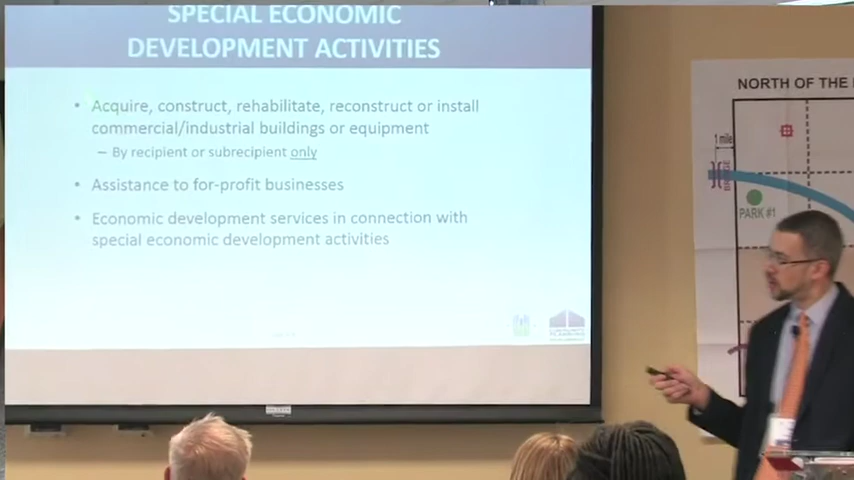 SPECIAL ECONOMIC
DEVELOPMENT ACTIVITIES
• Acquire, construct, rehabilitate, reconstruct or install
commercial/industrial buildings or equipment
– By recipient or subrecipient only
• Assistance to for-profit businesses
• Economic development services in connection with
special economic development activities
NORTH OF THE
1 mile
BRIDGE
PARK #1